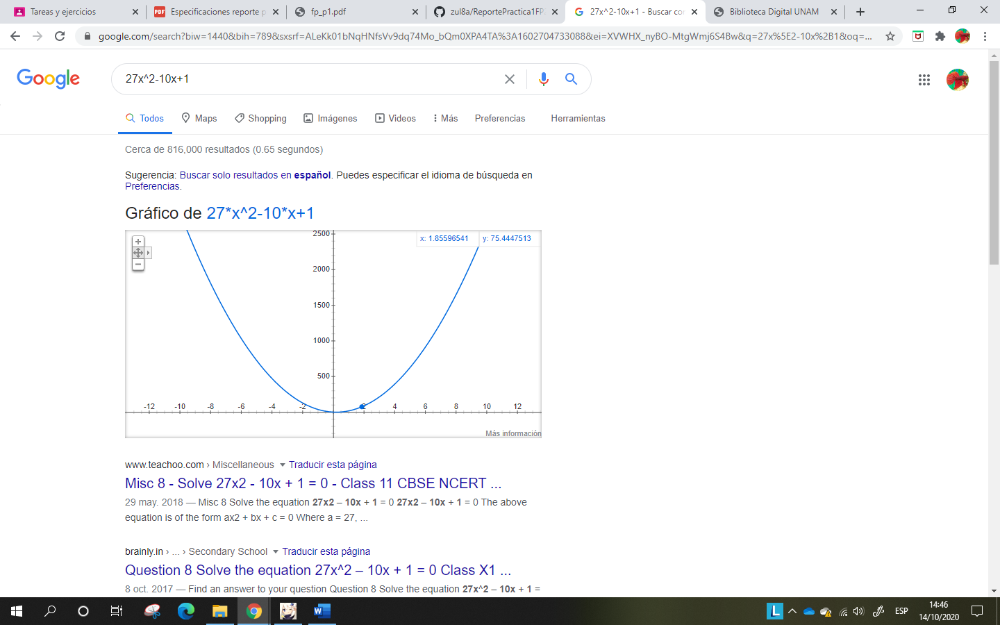 Tareas y ejercicios
Especificaciones reporte p
fp_p1.pdf
zul8a/ReportePractica1FP
27x^2-10x+1 - Buscar con
Biblioteca Digital UNAM
google.com/search?biw=1440&bih=789&sxsrf=ALeKk01bNqHNfsVv9dq74Mo_bQm0XPA4TA%3A1602704733088&ei=XVWHX_nyBO-MtgWmj6S4Bw&q=27x%5E2-10x%2B1&oq=...
Google
27x^2-10x+1
Todos
Maps
Shopping
Imágenes
Videos
Más
Preferencias
Herramientas
Cerca de 816,000 resultados (0.65 segundos)
Sugerencia: Buscar solo resultados en español. Puedes especificar el idioma de búsqueda en
Preferencias.
Gráfico de 27*x^2-10*x+1
x: 1.85596541 y: 75.4447513
2500
2000
1500
1000
500
-12 -10 -8 -6 -4 -2 2 4 6 8 10 12
Más información
www.teachoo.com › Miscellaneous Traducir esta página
Misc 8 - Solve 27x2 - 10x + 1 = 0 - Class 11 CBSE NCERT ...
29 may. 2018 — Misc 8 Solve the equation 27x2 – 10x + 1 = 0 27x2 – 10x + 1 = 0 The above
equation is of the form ax2 + bx + c = 0 Where a = 27, ...
brainly.in › ... › Secondary School Traducir esta página
Question 8 Solve the equation 27x^2 – 10x + 1 = 0 Class X1 ...
8 oct. 2017 — Find an answer to your question Question 8 Solve the equation 27x^2 – 10x + 1 =
L
ESP
14:46
14/10/2020